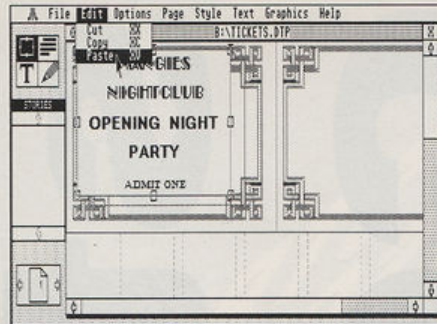 File Edit Options Page Style Text Graphics Help
B:\TICKETS.DTP
Cut ⌘X
Copy ⌘C
Paste ⌘V
NIGHTCLUB
OPENING NIGHT
PARTY
ADMIT ONE
T
STORIES
1